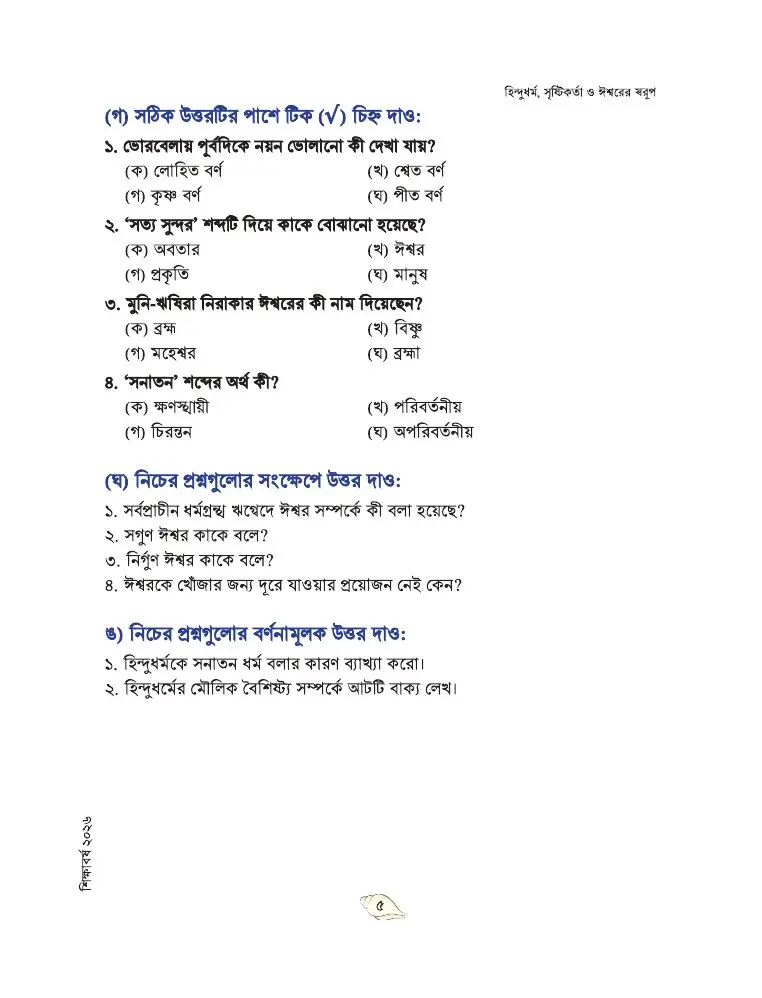 হিন্দুধর্ম, সৃষ্টিকর্তা ও ঈশ্বরের স্বরূপ
(গ) সঠিক উত্তরটির পাশে টিক (√) চিহ্ন দাও:
১. ভোরবেলায় পূর্বদিকে নয়ন ভোলানো কী দেখা যায়?
(ক) লোহিত বর্ণ (খ) শ্বেত বর্ণ
(গ) কৃষ্ণ বর্ণ (ঘ) পীত বর্ণ
২. ‘সত্য সুন্দর’ শব্দটি দিয়ে কাকে বোঝানো হয়েছে?
(ক) অবতার (খ) ঈশ্বর
(গ) প্রকৃতি (ঘ) মানুষ
৩. মুনি-ঋষিরা নিরাকার ঈশ্বরের কী নাম দিয়েছেন?
(ক) ব্রহ্ম (খ) বিষ্ণু
(গ) মহেশ্বর (ঘ) ব্রহ্মা
৪. ‘সনাতন’ শব্দের অর্থ কী?
(ক) ক্ষণস্থায়ী (খ) পরিবর্তনীয়
(গ) চিরন্তন (ঘ) অপরিবর্তনীয়
(ঘ) নিচের প্রশ্নগুলোর সংক্ষেপে উত্তর দাও:
১. সর্বপ্রাচীন ধর্মগ্রন্থ ঋগ্বেদে ঈশ্বর সম্পর্কে কী বলা হয়েছে?
২. সগুণ ঈশ্বর কাকে বলে?
৩. নির্গুণ ঈশ্বর কাকে বলে?
৪. ঈশ্বরকে খোঁজার জন্য দূরে যাওয়ার প্রয়োজন নেই কেন?
ঙ) নিচের প্রশ্নগুলোর বর্ণনামূলক উত্তর দাও:
১. হিন্দুধর্মকে সনাতন ধর্ম বলার কারণ ব্যাখ্যা করো।
২. হিন্দুধর্মের মৌলিক বৈশিষ্ট্য সম্পর্কে আটটি বাক্য লেখ।
শিক্ষাবর্ষ ২০২৬
৫